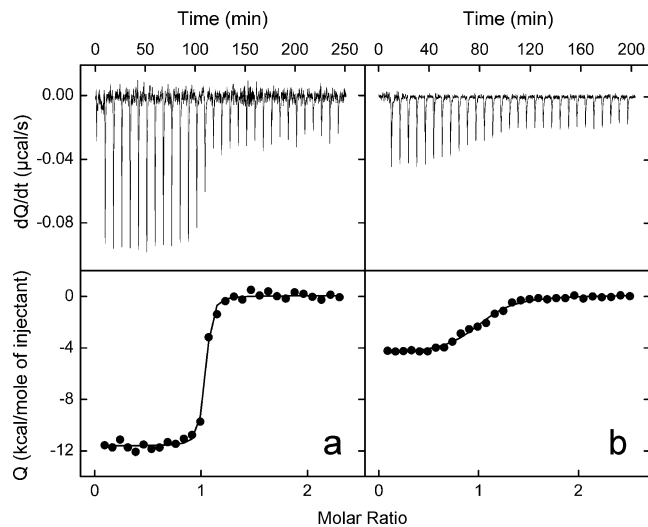 Time (min)
Time (min)
0 50 100 150 200 250
0 40 80 120 160 200
0.00
-0.04
-0.08
dQ/dt (µcal/s)
0
-4
-8
-12
Q (kcal/mole of injectant)
a
b
0 1 2
0 1 2
Molar Ratio